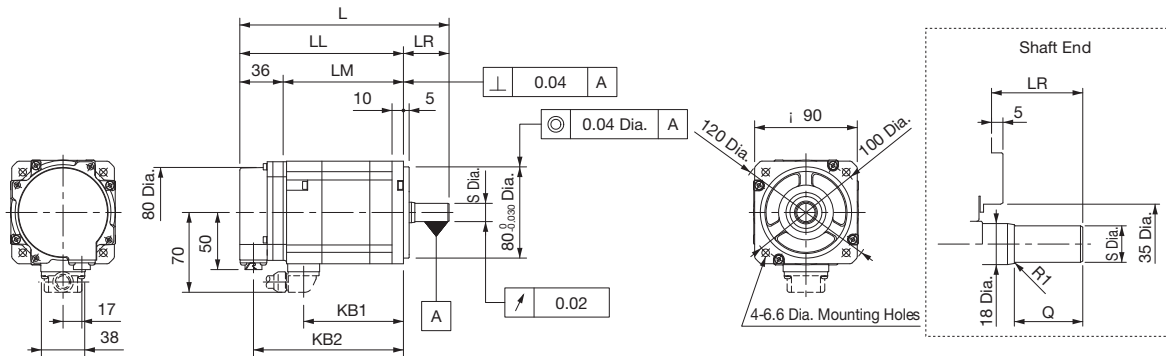 L
LL
LR
36
LM
⊥ 0.04 A
10
5
◎ 0.04 Dia. A
80 Dia.
70
50
S Dia.
80 0 -0.030 Dia.
17
38
KB1
KB2
A
↗ 0.02
¡ 90
120 Dia.
100 Dia.
4-6.6 Dia. Mounting Holes
Shaft End
LR
5
18 Dia.
R1
Q
S Dia.
35 Dia.